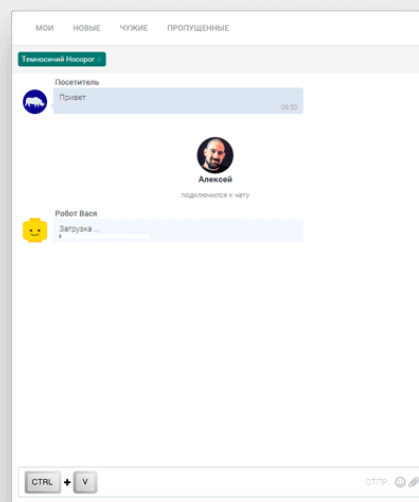 МОИ НОВЫЕ ЧУЖИЕ ПРОПУЩЕННЫЕ
Темносиний Носорог ×
Посетитель
Привет
09:50
Алексей
подключился к чату
Робот Вася
Загрузка ...
CTRL + V
ОТПР.